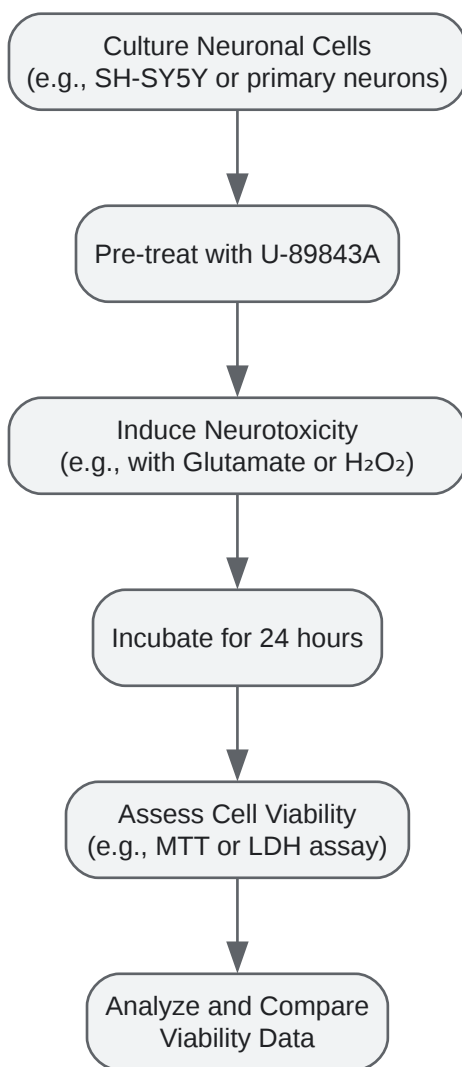 Culture Neuronal Cells
(e.g., SH-SY5Y or primary neurons)
Pre-treat with U-89843A
Induce Neurotoxicity
(e.g., with Glutamate or H₂O₂)
Incubate for 24 hours
Assess Cell Viability
(e.g., MTT or LDH assay)
Analyze and Compare
Viability Data